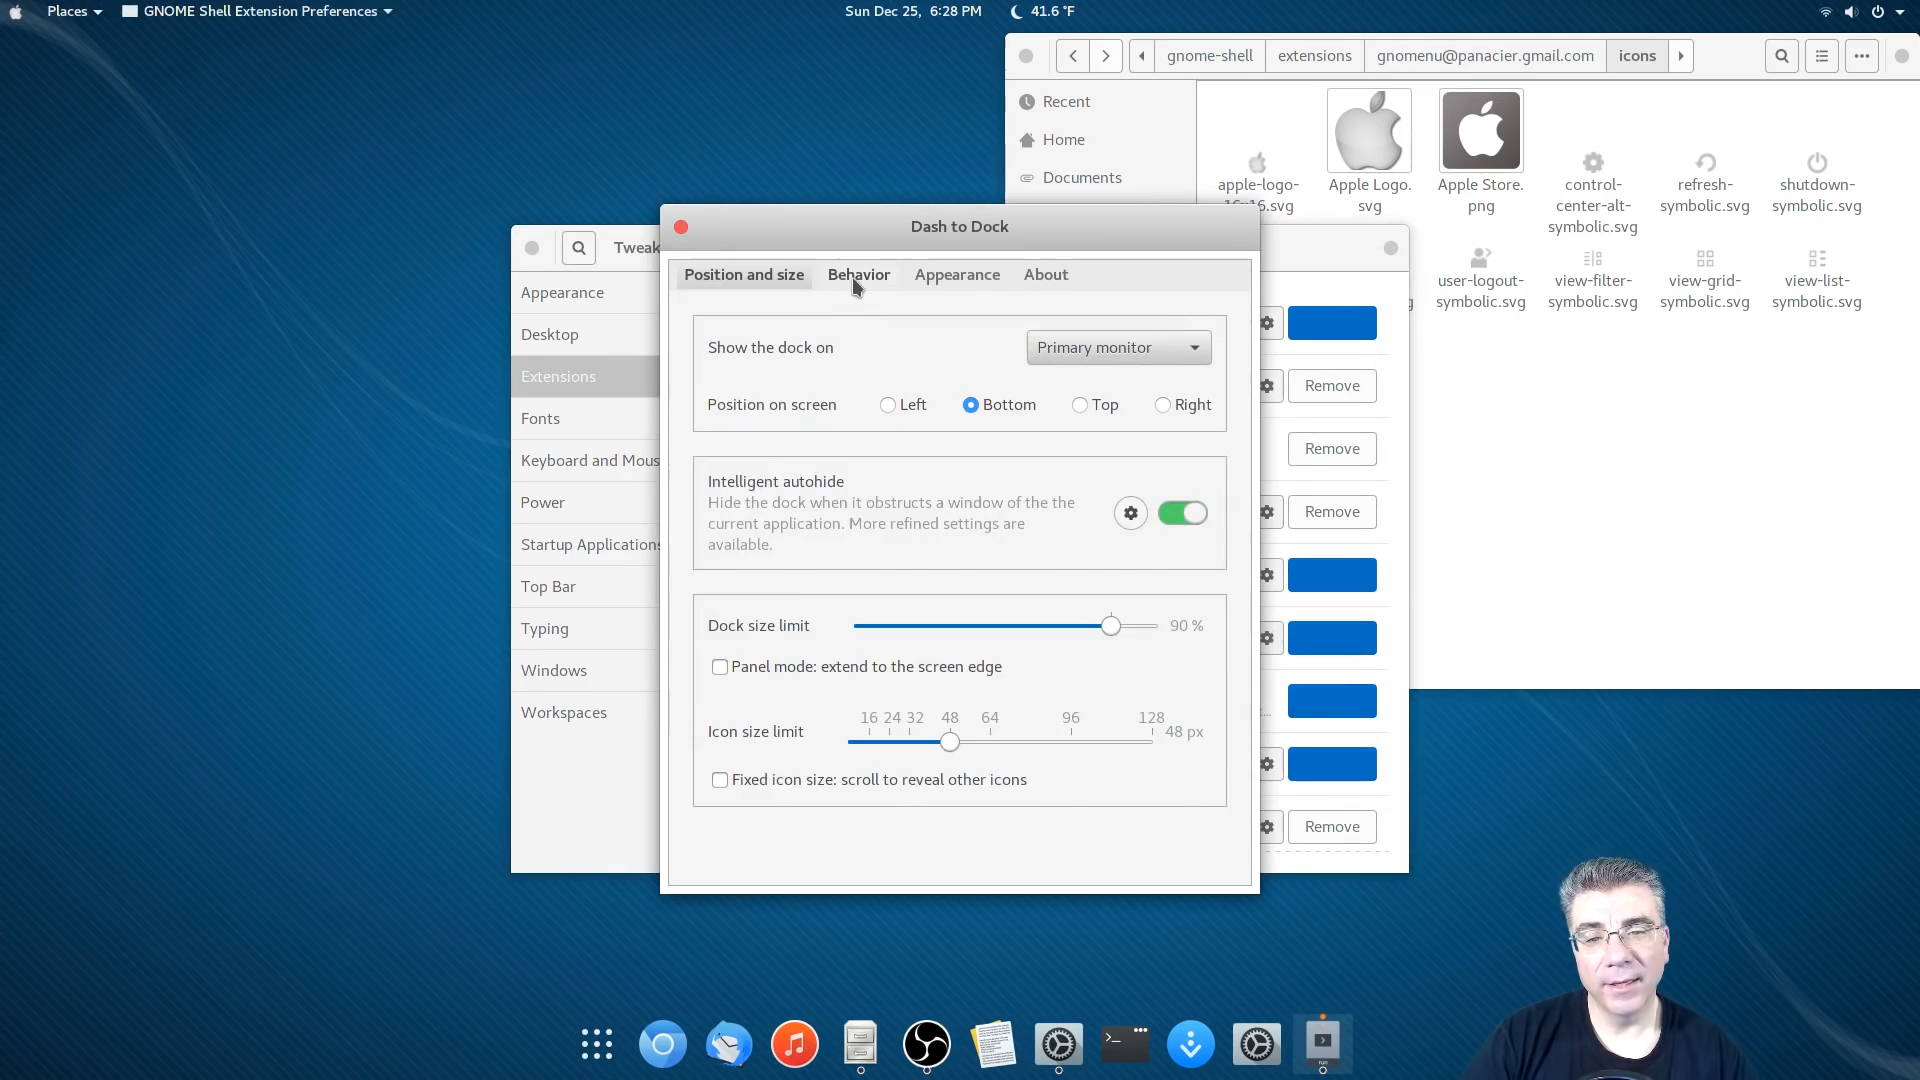 Places
GNOME Shell Extension Preferences
Sun Dec 25, 6:28 PM
41.6 °F
gnome-shell
extensions
gnomenu@panacier.gmail.com
icons
Recent
Home
Documents
apple-logo-
16x16.svg
Apple Logo.
svg
Apple Store.
png
control-
center-alt-
symbolic.svg
refresh-
symbolic.svg
shutdown-
symbolic.svg
user-logout-
symbolic.svg
view-filter-
symbolic.svg
view-grid-
symbolic.svg
view-list-
symbolic.svg
Tweak
Appearance
Desktop
Extensions
Fonts
Keyboard and Mous
Power
Startup Applications
Top Bar
Typing
Windows
Workspaces
Dash to Dock
Position and size
Behavior
Appearance
About
Show the dock on
Primary monitor
Position on screen
Left
Bottom
Top
Right
Intelligent autohide
Hide the dock when it obstructs a window of the the
current application. More refined settings are
available.
Dock size limit
90 %
Panel mode: extend to the screen edge
16 24 32 48 64 96 128
Icon size limit
48 px
Fixed icon size: scroll to reveal other icons
Remove
Remove
Remove
Remove
run